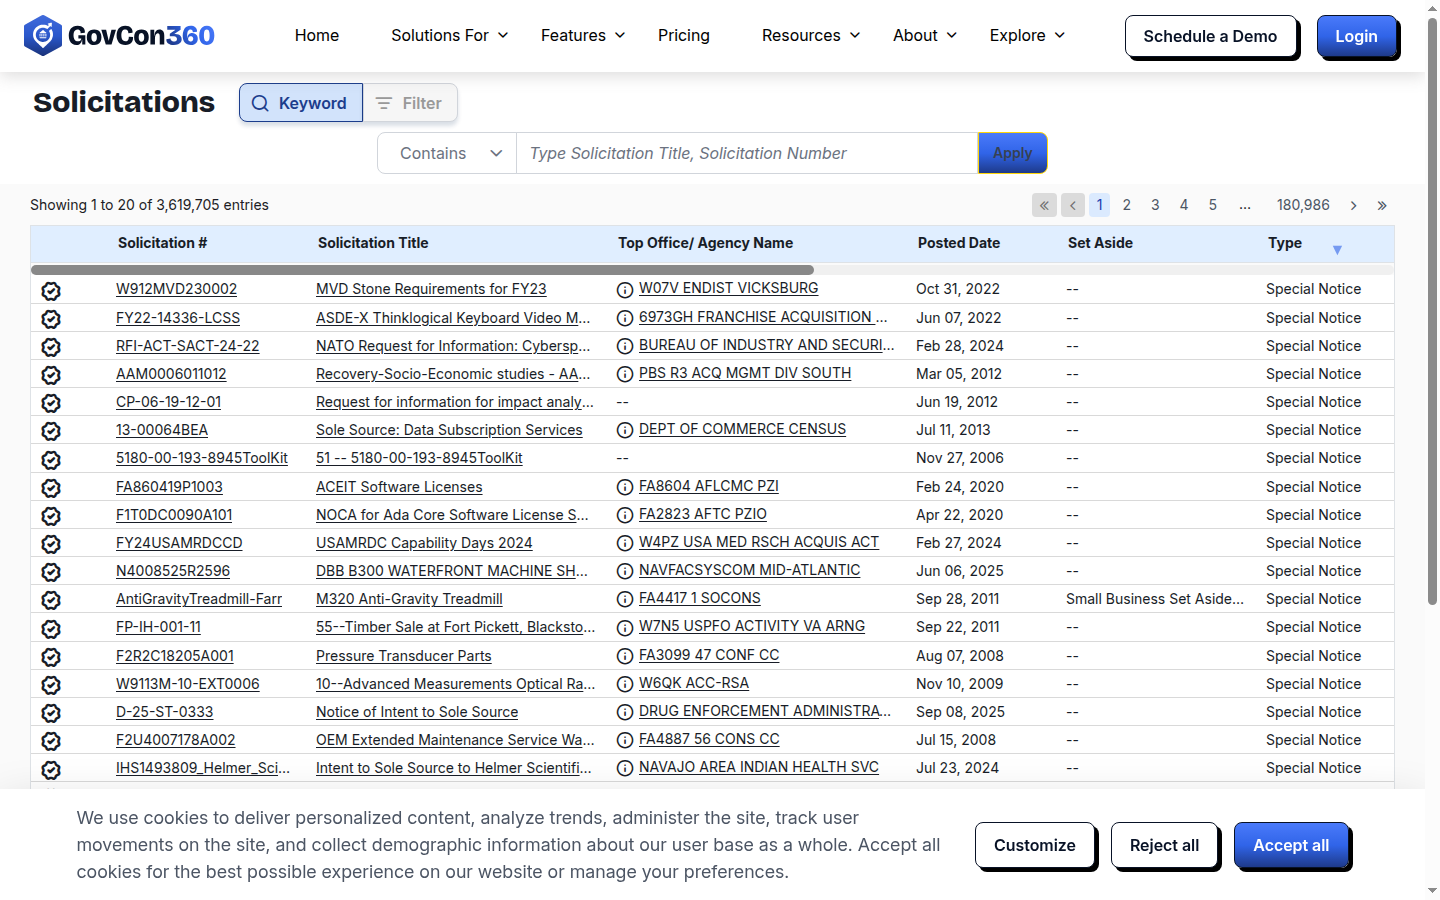 GovCon360
Home
Solutions For
Features
Pricing
Resources
About
Explore
Schedule a Demo
Login
Solicitations
Keyword
Filter
Contains
Type Solicitation Title, Solicitation Number
Apply
Showing 1 to 20 of 3,619,705 entries
« ‹ 1 2 3 4 5 ... 180,986 › »
Solicitation # Solicitation Title Top Office/ Agency Name Posted Date Set Aside Type
W912MVD230002 MVD Stone Requirements for FY23 W07V ENDIST VICKSBURG Oct 31, 2022 -- Special Notice
FY22-14336-LCSS ASDE-X Thinklogical Keyboard Video M... 6973GH FRANCHISE ACQUISITION ... Jun 07, 2022 -- Special Notice
RFI-ACT-SACT-24-22 NATO Request for Information: Cybersp... BUREAU OF INDUSTRY AND SECURI... Feb 28, 2024 -- Special Notice
AAM0006011012 Recovery-Socio-Economic studies - AA... PBS R3 ACQ MGMT DIV SOUTH Mar 05, 2012 -- Special Notice
CP-06-19-12-01 Request for information for impact analy... -- Jun 19, 2012 -- Special Notice
13-00064BEA Sole Source: Data Subscription Services DEPT OF COMMERCE CENSUS Jul 11, 2013 -- Special Notice
5180-00-193-8945ToolKit 51 -- 5180-00-193-8945ToolKit -- Nov 27, 2006 -- Special Notice
FA860419P1003 ACEIT Software Licenses FA8604 AFLCMC PZI Feb 24, 2020 -- Special Notice
F1T0DC0090A101 NOCA for Ada Core Software License S... FA2823 AFTC PZIO Apr 22, 2020 -- Special Notice
FY24USAMRDCCD USAMRDC Capability Days 2024 W4PZ USA MED RSCH ACQUIS ACT Feb 27, 2024 -- Special Notice
N4008525R2596 DBB B300 WATERFRONT MACHINE SH... NAVFACSYSCOM MID-ATLANTIC Jun 06, 2025 -- Special Notice
AntiGravityTreadmill-Farr M320 Anti-Gravity Treadmill FA4417 1 SOCONS Sep 28, 2011 Small Business Set Aside... Special Notice
FP-IH-001-11 55--Timber Sale at Fort Pickett, Blacksto... W7N5 USPFO ACTIVITY VA ARNG Sep 22, 2011 -- Special Notice
F2R2C18205A001 Pressure Transducer Parts FA3099 47 CONF CC Aug 07, 2008 -- Special Notice
W9113M-10-EXT0006 10--Advanced Measurements Optical Ra... W6QK ACC-RSA Nov 10, 2009 -- Special Notice
D-25-ST-0333 Notice of Intent to Sole Source DRUG ENFORCEMENT ADMINISTRA... Sep 08, 2025 -- Special Notice
F2U4007178A002 OEM Extended Maintenance Service Wa... FA4887 56 CONS CC Jul 15, 2008 -- Special Notice
IHS1493809_Helmer_Sci... Intent to Sole Source to Helmer Scientifi... NAVAJO AREA INDIAN HEALTH SVC Jul 23, 2024 -- Special Notice
We use cookies to deliver personalized content, analyze trends, administer the site, track user
movements on the site, and collect demographic information about our user base as a whole. Accept all
cookies for the best possible experience on our website or manage your preferences.
Customize
Reject all
Accept all